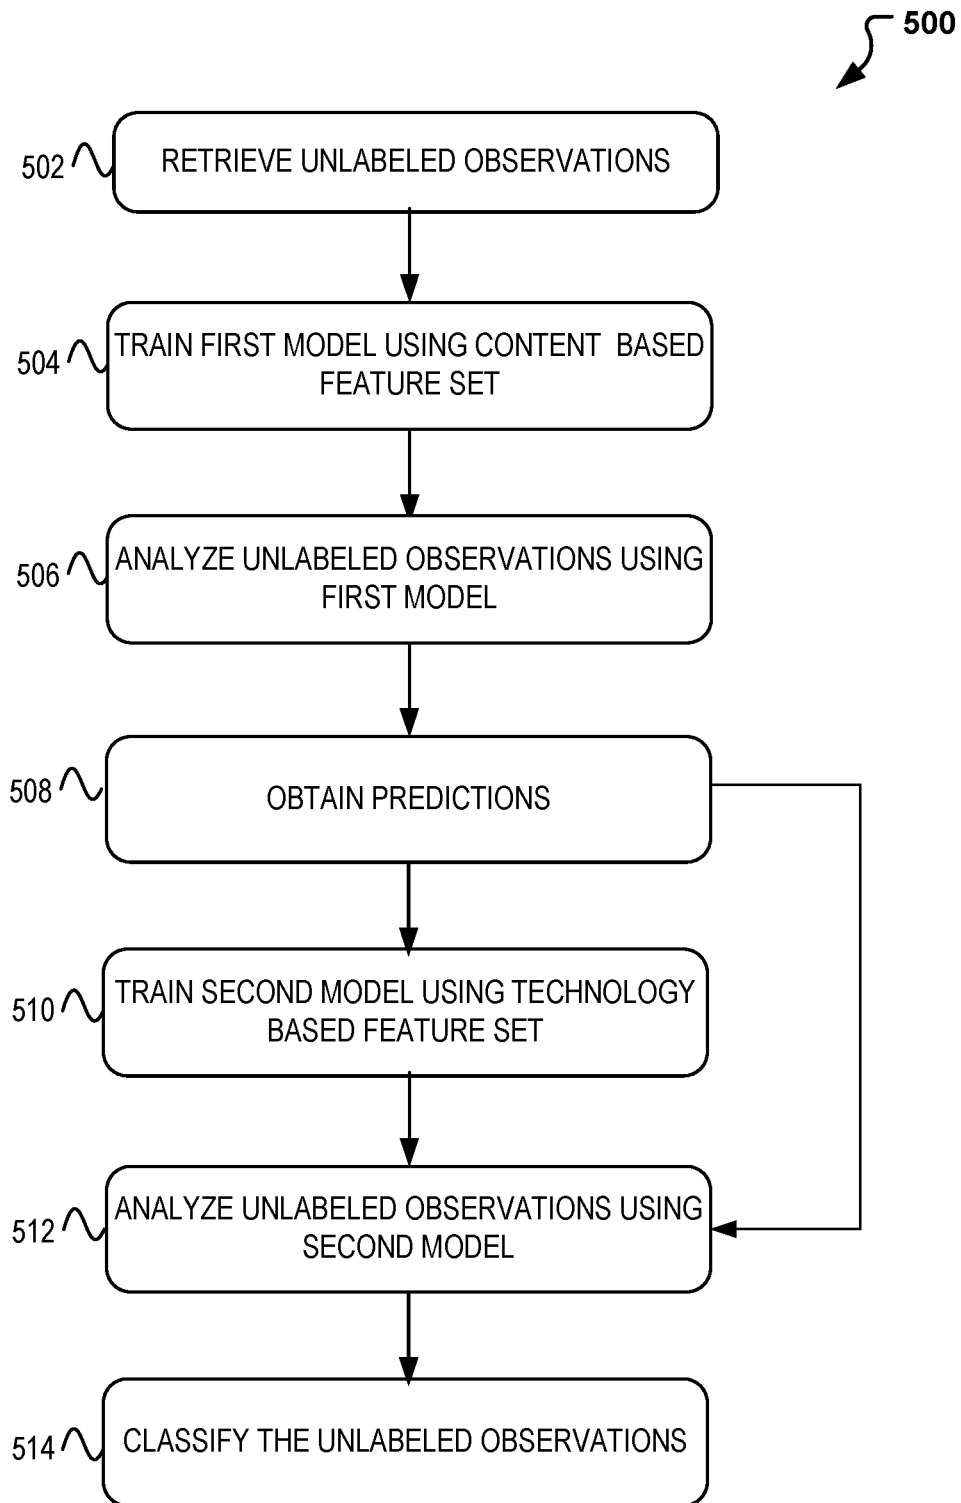 500
502
RETRIEVE UNLABELED OBSERVATIONS
504
TRAIN FIRST MODEL USING CONTENT BASED
FEATURE SET
506
ANALYZE UNLABELED OBSERVATIONS USING
FIRST MODEL
508
OBTAIN PREDICTIONS
510
TRAIN SECOND MODEL USING TECHNOLOGY
BASED FEATURE SET
512
ANALYZE UNLABELED OBSERVATIONS USING
SECOND MODEL
514
CLASSIFY THE UNLABELED OBSERVATIONS